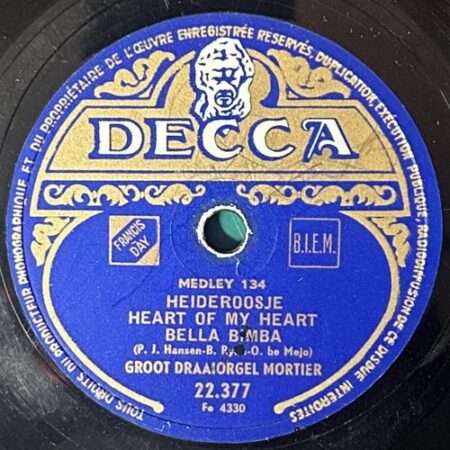 TOUS DROITS DU PRODUCTEUR PHONOGRAPHIQUE ET DU PROPRIÉTAIRE DE L'ŒUVRE ENREGISTRÉE RESERVÉS, DUPLICATION, EXÉCUTION PUBLIQUE, RADIODIFFUSION DE CE DISQUE INTERDITES
DECCA
FRANCIS DAY
B.I.E.M.
MEDLEY 134
HEIDEROOSJE
HEART OF MY HEART
BELLA BIMBA
(P. J. Hansen-B. -O. be Mejo)
GROOT DRAAIORGEL MORTIER
22.377
Fe 4330